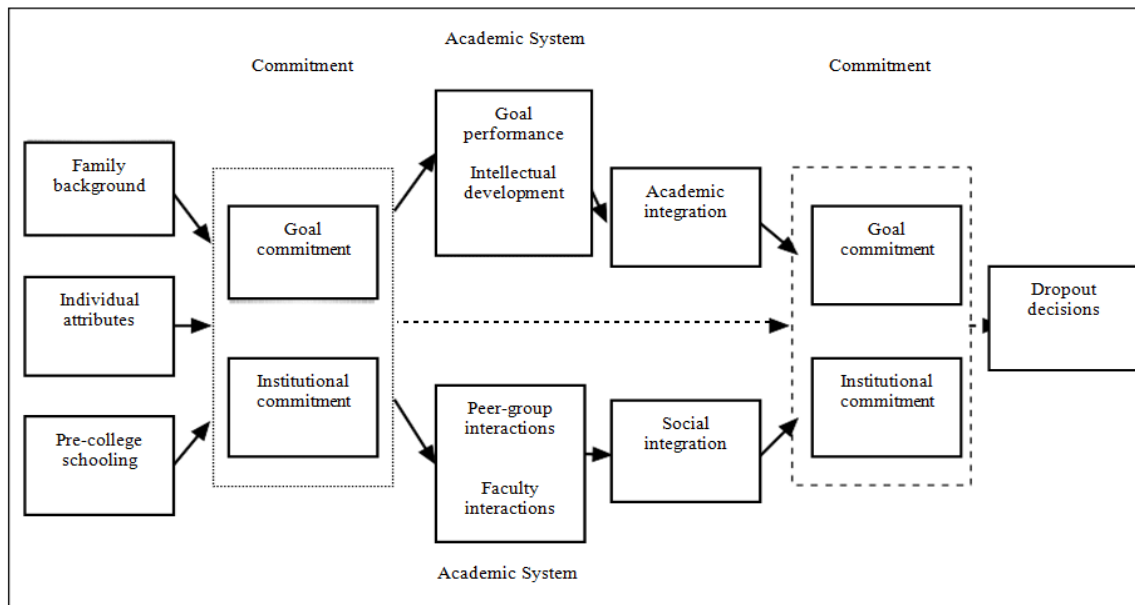 Academic System
Commitment
Commitment
Family
background
Individual
attributes
Pre-college
schooling
Goal
commitment
Institutional
commitment
Goal
performance
Intellectual
development
Academic
integration
Peer-group
interactions
Faculty
interactions
Social
integration
Academic System
Goal
commitment
Institutional
commitment
Dropout
decisions